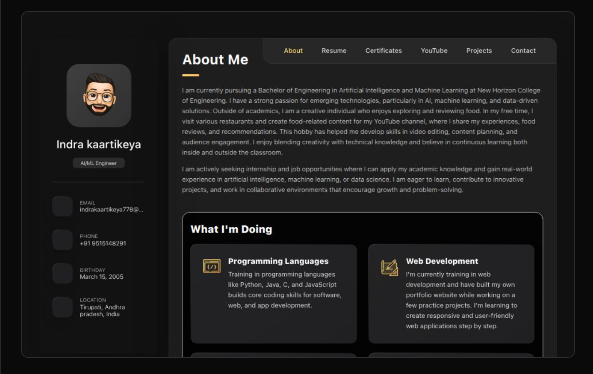 About Me
About Resume Certificates YouTube Projects Contact
Indra kaartikeya
AI/ML Engineer
EMAIL
indrakaartikeya778@...
PHONE
+91 9515148291
BIRTHDAY
March 15, 2005
LOCATION
Tirupati, Andhra
pradesh, India
I am currently pursuing a Bachelor of Engineering in Artificial Intelligence and Machine Learning at New Horizon College
of Engineering. I have a strong passion for emerging technologies, particularly in AI, machine learning, and data-driven
solutions. Outside of academics, I am a creative individual who enjoys exploring and reviewing food. In my free time, I
visit various restaurants and create food-related content for my YouTube channel, where I share my experiences, food
reviews, and recommendations. This hobby has helped me develop skills in video editing, content planning, and
audience engagement. I enjoy blending creativity with technical knowledge and believe in continuous learning both
inside and outside the classroom.
I am actively seeking internship and job opportunities where I can apply my academic knowledge and gain real-world
experience in artificial intelligence, machine learning, or data science. I am eager to learn, contribute to innovative
projects, and work in collaborative environments that encourage growth and problem-solving.
What I'm Doing
Programming Languages
Training in programming languages
like Python, Java, C, and JavaScript
builds core coding skills for software,
web, and app development.
Web Development
I'm currently training in web
development and have built my own
portfolio website while working on a
few practice projects. I'm learning to
create responsive and user-friendly
web applications step by step.